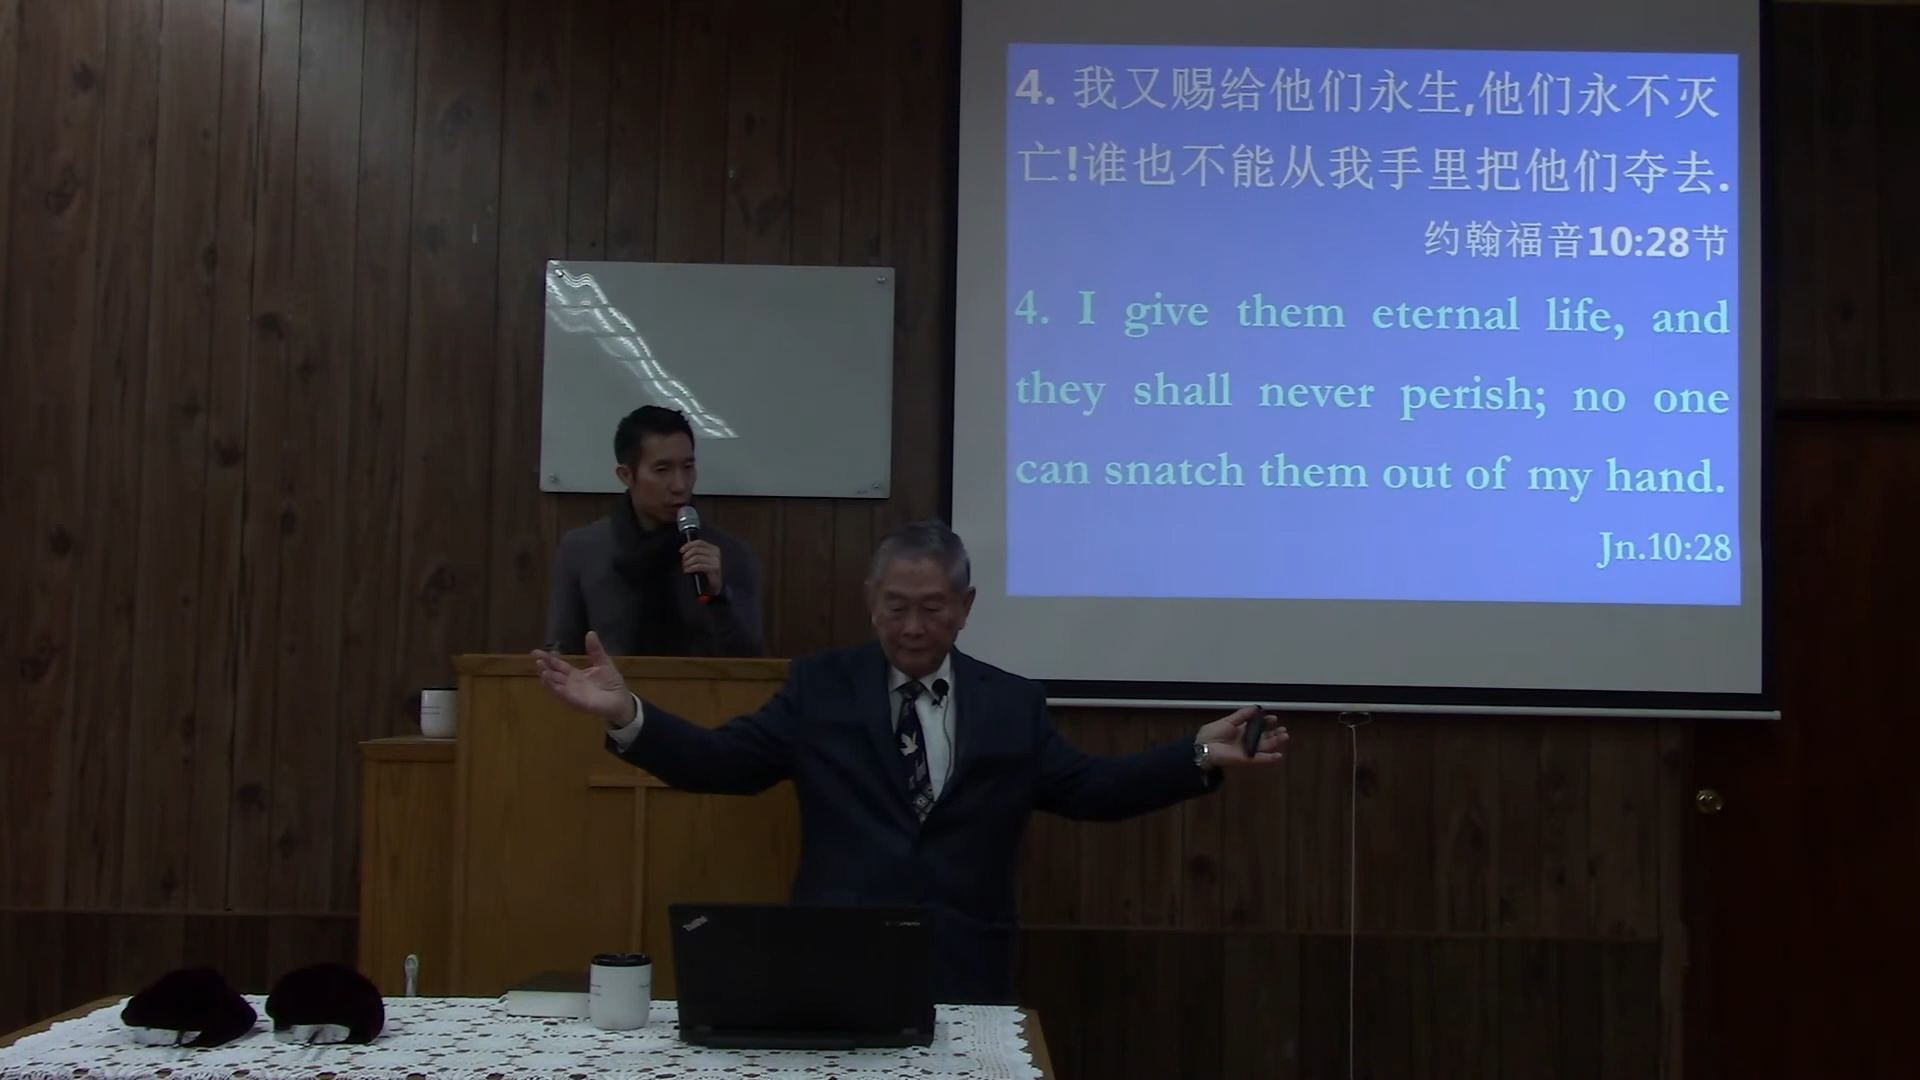 4. 我又赐给他们永生,他们永不灭
亡!谁也不能从我手里把他们夺去.
约翰福音10:28节
4. I give them eternal life, and
they shall never perish; no one
can snatch them out of my hand.
Jn.10:28
ThinkPad